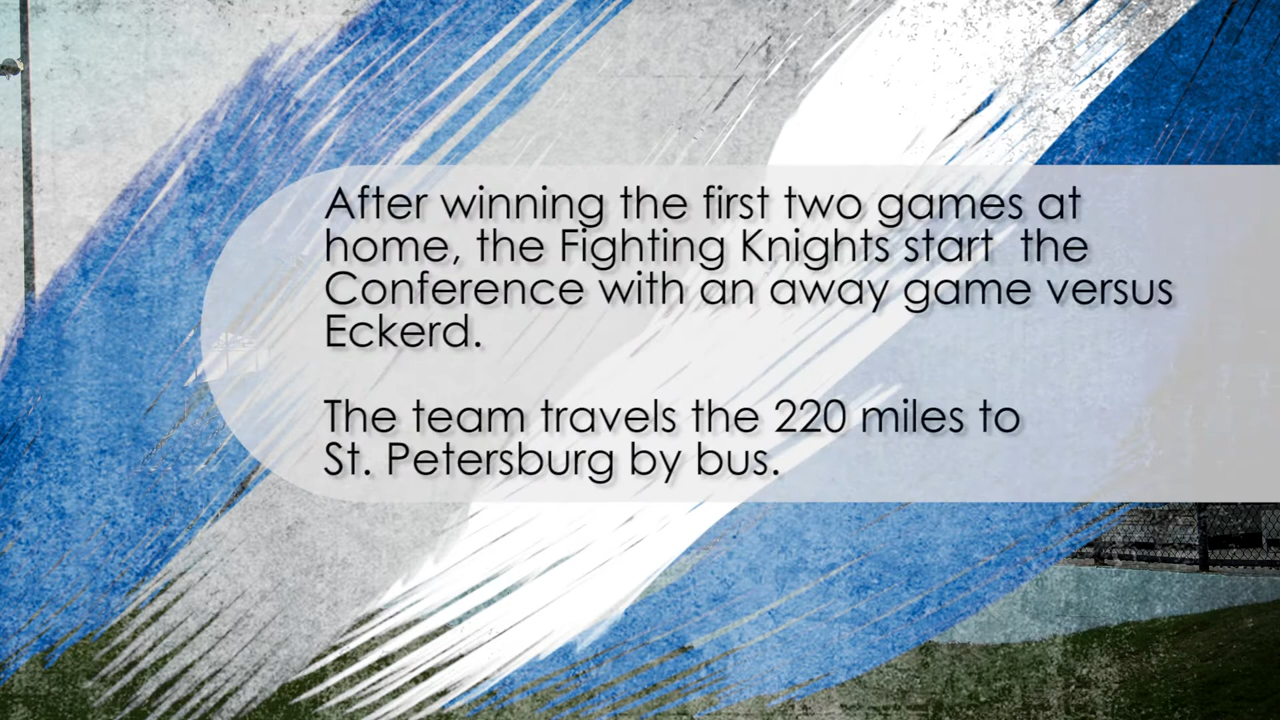 After winning the first two games at
home, the Fighting Knights start  the
Conference with an away game versus
Eckerd.
The team travels the 220 miles to
St. Petersburg by bus.